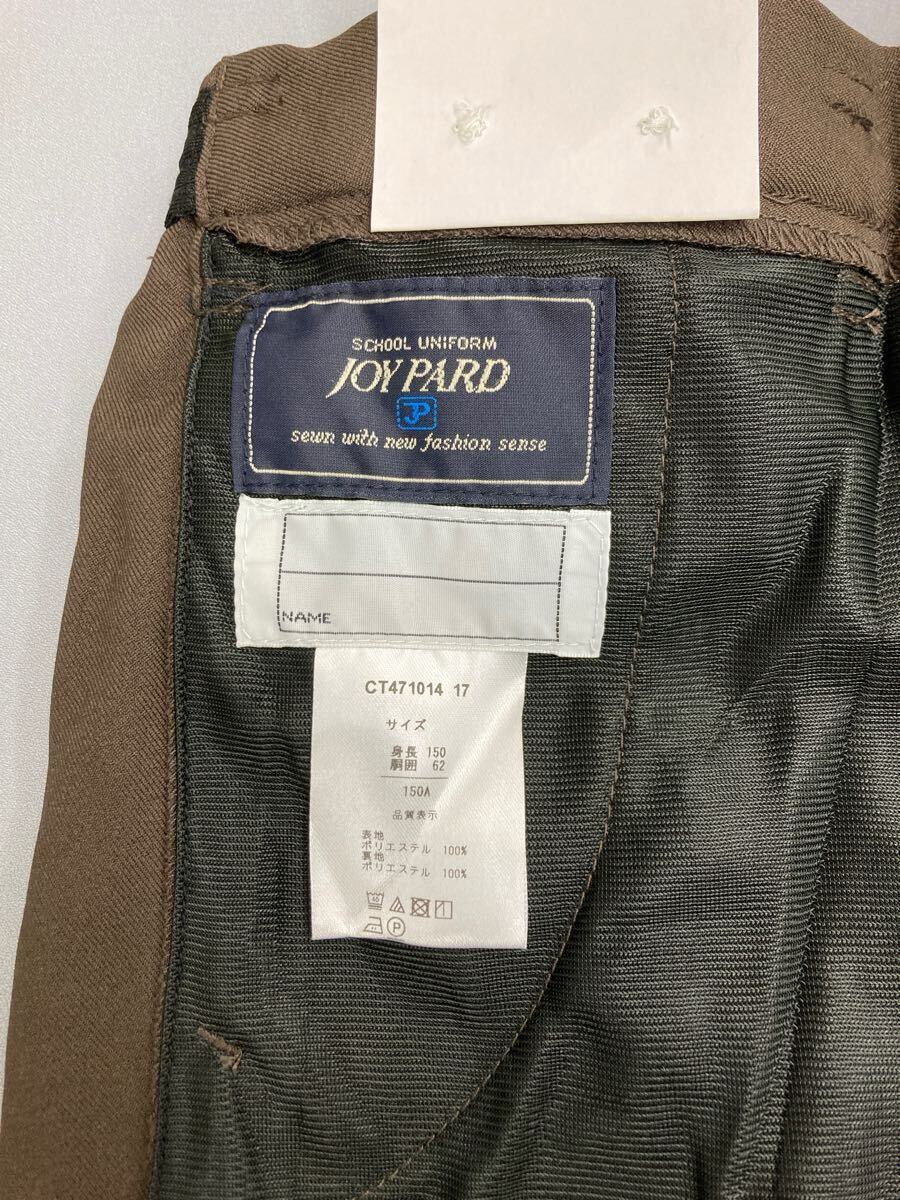 SCHOOL UNIFORM
JOY PARD
JP
sewn with new fashion sense
NAME
CT471014 17
サイズ
身長 150
胴囲 62
150A
品質表示
表地
ポリエステル 100%
裏地
ポリエステル 100%
40
P